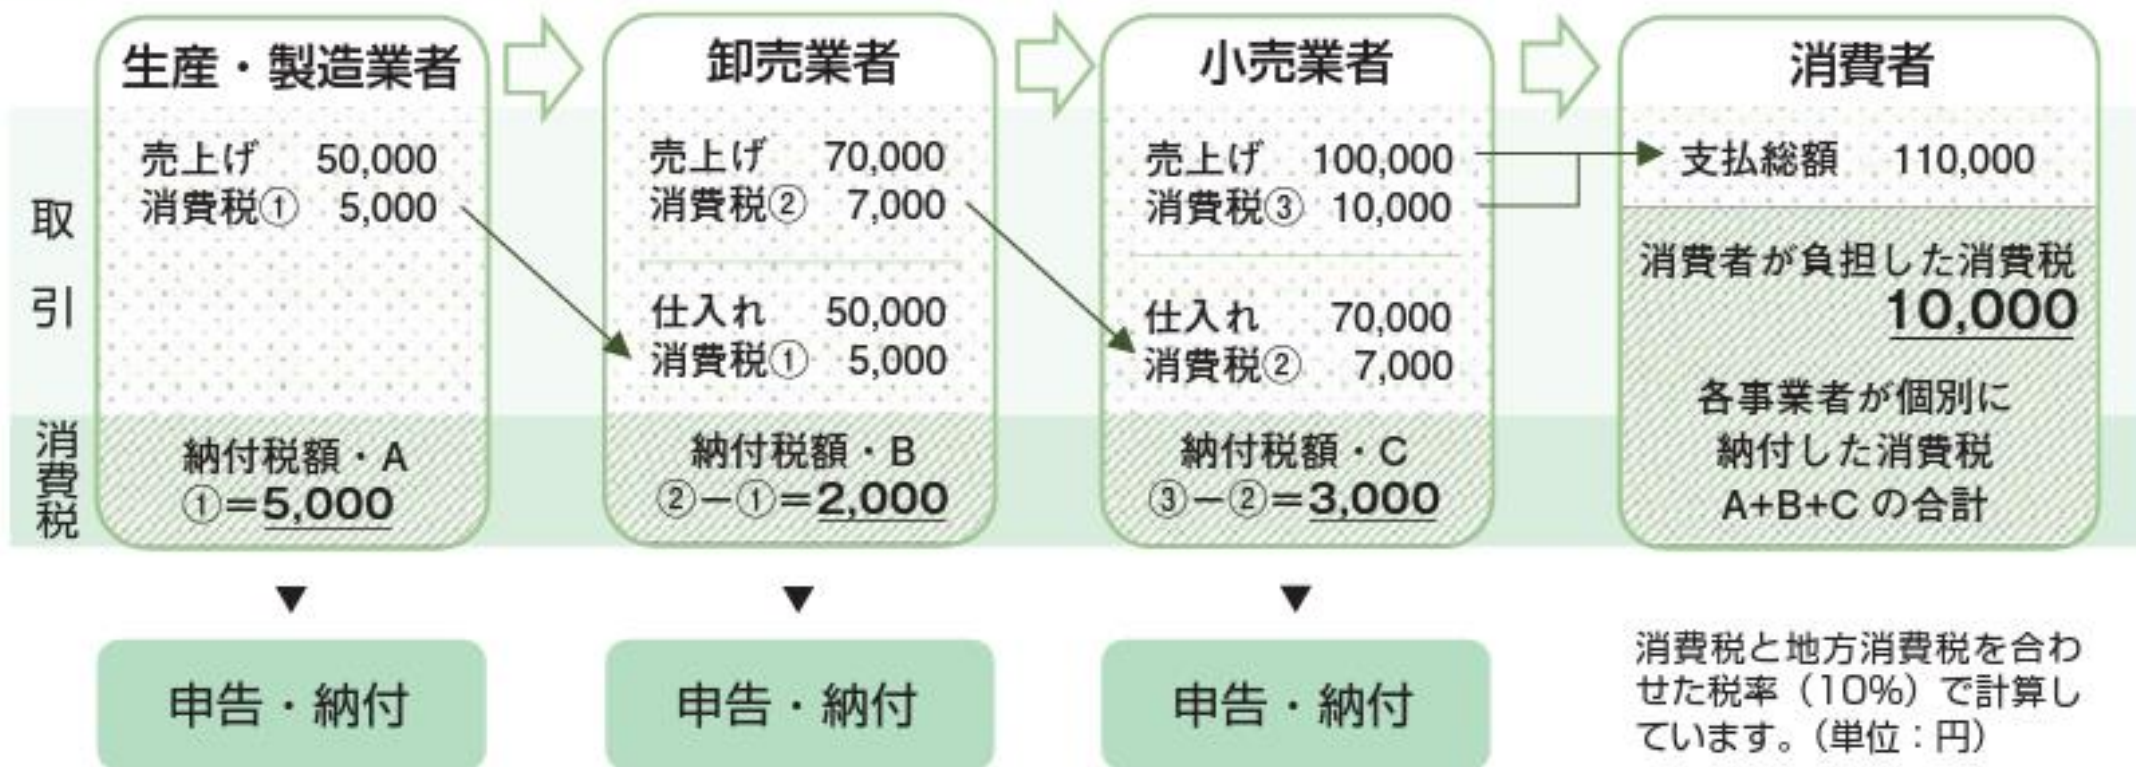 生産・製造業者
卸売業者
小売業者
消費者
取引
売上げ 50,000
消費税① 5,000
売上げ 70,000
消費税② 7,000
仕入れ 50,000
消費税① 5,000
売上げ 100,000
消費税③ 10,000
仕入れ 70,000
消費税② 7,000
支払総額 110,000
消費者が負担した消費税
10,000
各事業者が個別に
納付した消費税
A+B+C の合計
消費税
納付税額・A
①=5,000
納付税額・B
②－①=2,000
納付税額・C
③－②=3,000
申告・納付
申告・納付
申告・納付
消費税と地方消費税を合わ
せた税率（10%）で計算し
ています。（単位：円）